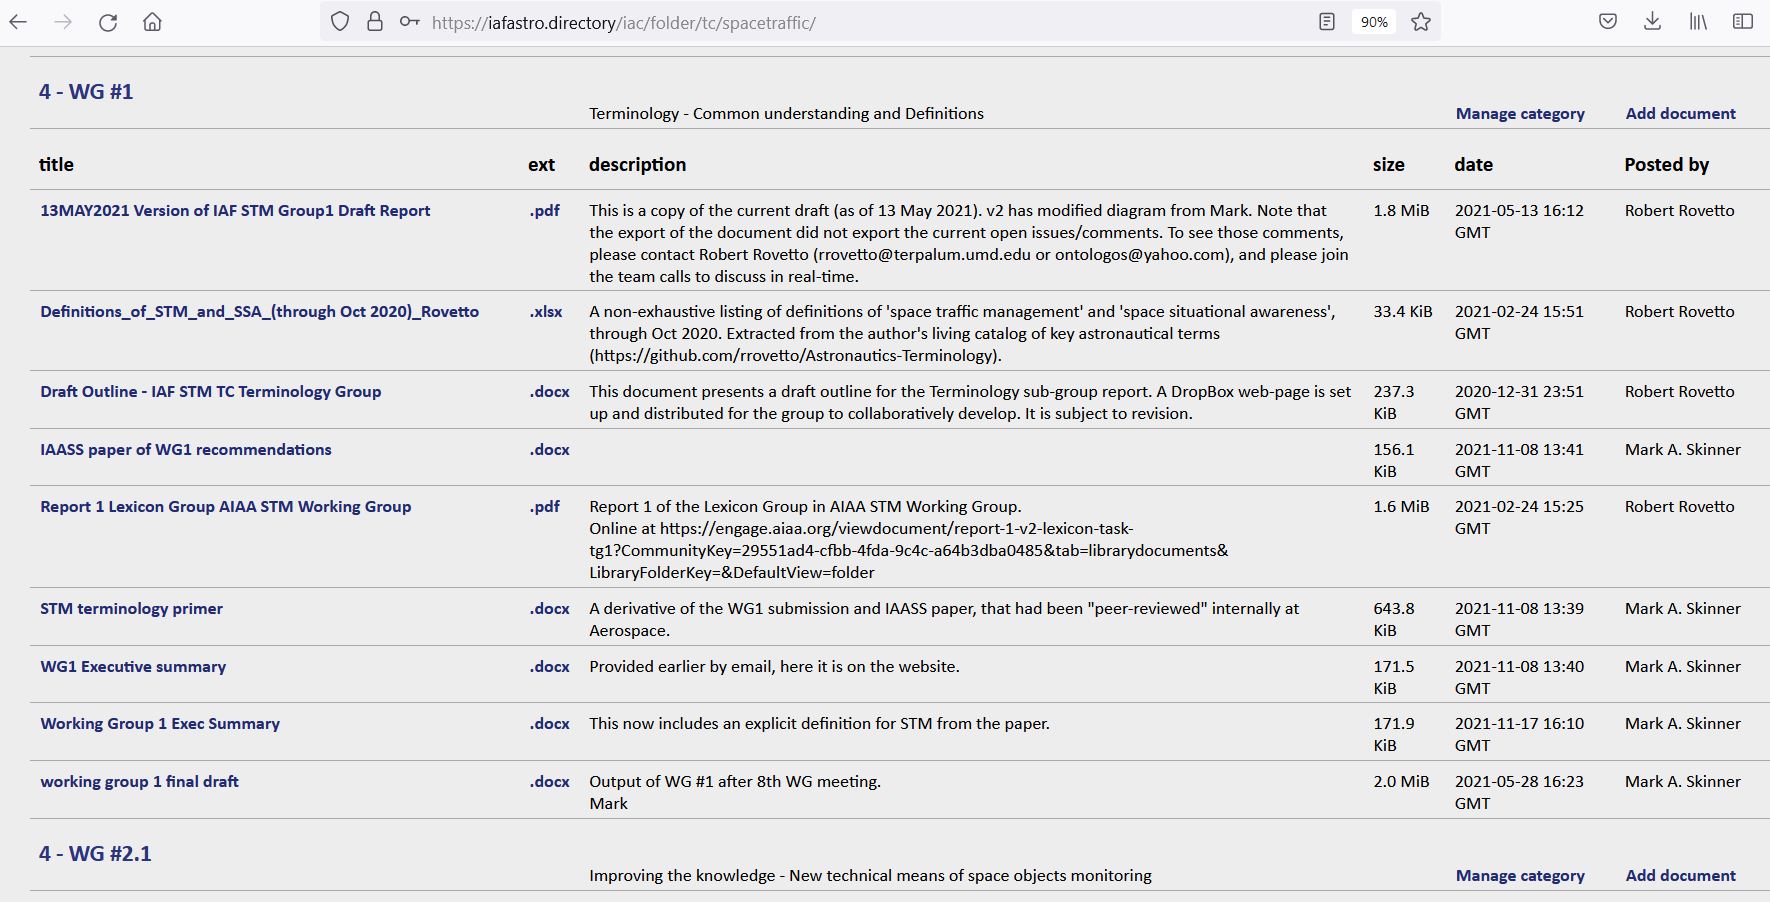 https://iafastro.directory/iac/folder/tc/spacetraffic/
90%
4 - WG #1
Terminology - Common understanding and Definitions
Manage category
Add document
title ext description size date Posted by
13MAY2021 Version of IAF STM Group1 Draft Report .pdf This is a copy of the current draft (as of 13 May 2021). v2 has modified diagram from Mark. Note that 1.8 MiB 2021-05-13 16:12 Robert Rovetto
the export of the document did not export the current open issues/comments. To see those comments, GMT
please contact Robert Rovetto (rrovetto@terpalum.umd.edu or ontologos@yahoo.com), and please join
the team calls to discuss in real-time.
Definitions_of_STM_and_SSA_(through Oct 2020)_Rovetto .xlsx A non-exhaustive listing of definitions of 'space traffic management' and 'space situational awareness', 33.4 KiB 2021-02-24 15:51 Robert Rovetto
through Oct 2020. Extracted from the author's living catalog of key astronautical terms GMT
(https://github.com/rrovetto/Astronautics-Terminology).
Draft Outline - IAF STM TC Terminology Group .docx This document presents a draft outline for the Terminology sub-group report. A DropBox web-page is set 237.3 2020-12-31 23:51 Robert Rovetto
up and distributed for the group to collaboratively develop. It is subject to revision. KiB GMT
IAASS paper of WG1 recommendations .docx 156.1 2021-11-08 13:41 Mark A. Skinner
KiB GMT
Report 1 Lexicon Group AIAA STM Working Group .pdf Report 1 of the Lexicon Group in AIAA STM Working Group. 1.6 MiB 2021-02-24 15:25 Robert Rovetto
Online at https://engage.aiaa.org/viewdocument/report-1-v2-lexicon-task- GMT
tg1?CommunityKey=29551ad4-cfbb-4fda-9c4c-a64b3dba0485&tab=librarydocuments&
LibraryFolderKey=&DefaultView=folder
STM terminology primer .docx A derivative of the WG1 submission and IAASS paper, that had been "peer-reviewed" internally at 643.8 2021-11-08 13:39 Mark A. Skinner
Aerospace. KiB GMT
WG1 Executive summary .docx Provided earlier by email, here it is on the website. 171.5 2021-11-08 13:40 Mark A. Skinner
KiB GMT
Working Group 1 Exec Summary .docx This now includes an explicit definition for STM from the paper. 171.9 2021-11-17 16:10 Mark A. Skinner
KiB GMT
working group 1 final draft .docx Output of WG #1 after 8th WG meeting. 2.0 MiB 2021-05-28 16:23 Mark A. Skinner
Mark GMT
4 - WG #2.1
Improving the knowledge - New technical means of space objects monitoring
Manage category
Add document